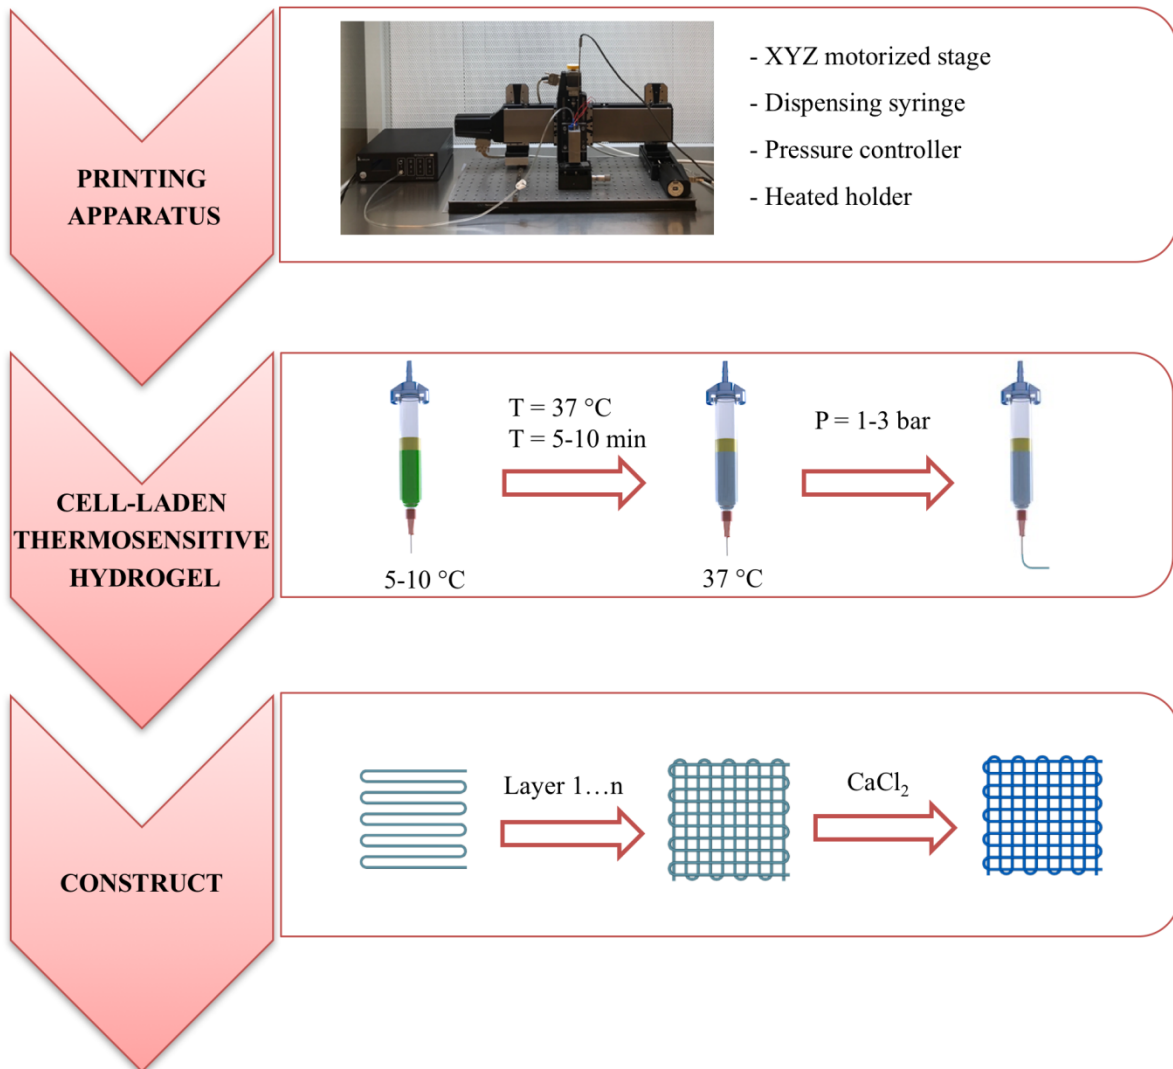 PRINTING
APPARATUS
- XYZ motorized stage
- Dispensing syringe
- Pressure controller
- Heated holder
CELL-LADEN
THERMOSENSITIVE
HYDROGEL
T = 37 °C
T = 5-10 min
P = 1-3 bar
5-10 °C
37 °C
CONSTRUCT
Layer 1…n
CaCl₂